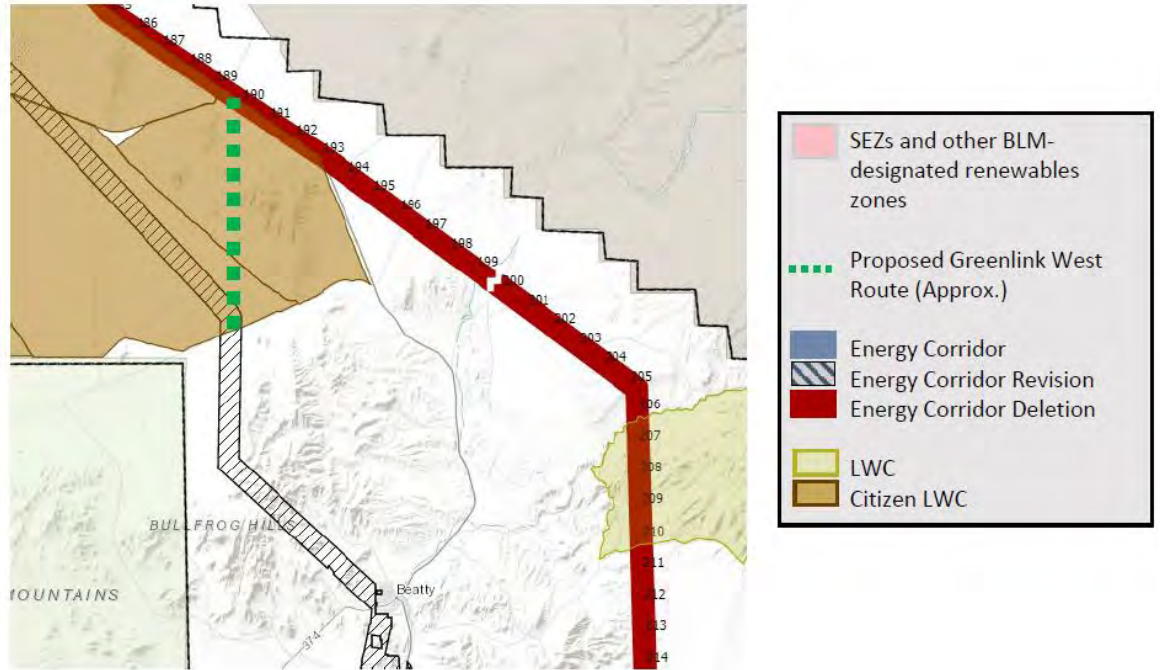 186
187
188
189
190
191
192
193
194
195
196
197
198
199
200
201
202
203
204
205
206
207
208
209
210
211
212
213
214
BULLFROG HILLS
MOUNTAINS
Beatty
374
SEZs and other BLM-
designated renewables
zones
Proposed Greenlink West
Route (Approx.)
Energy Corridor
Energy Corridor Revision
Energy Corridor Deletion
LWC
Citizen LWC